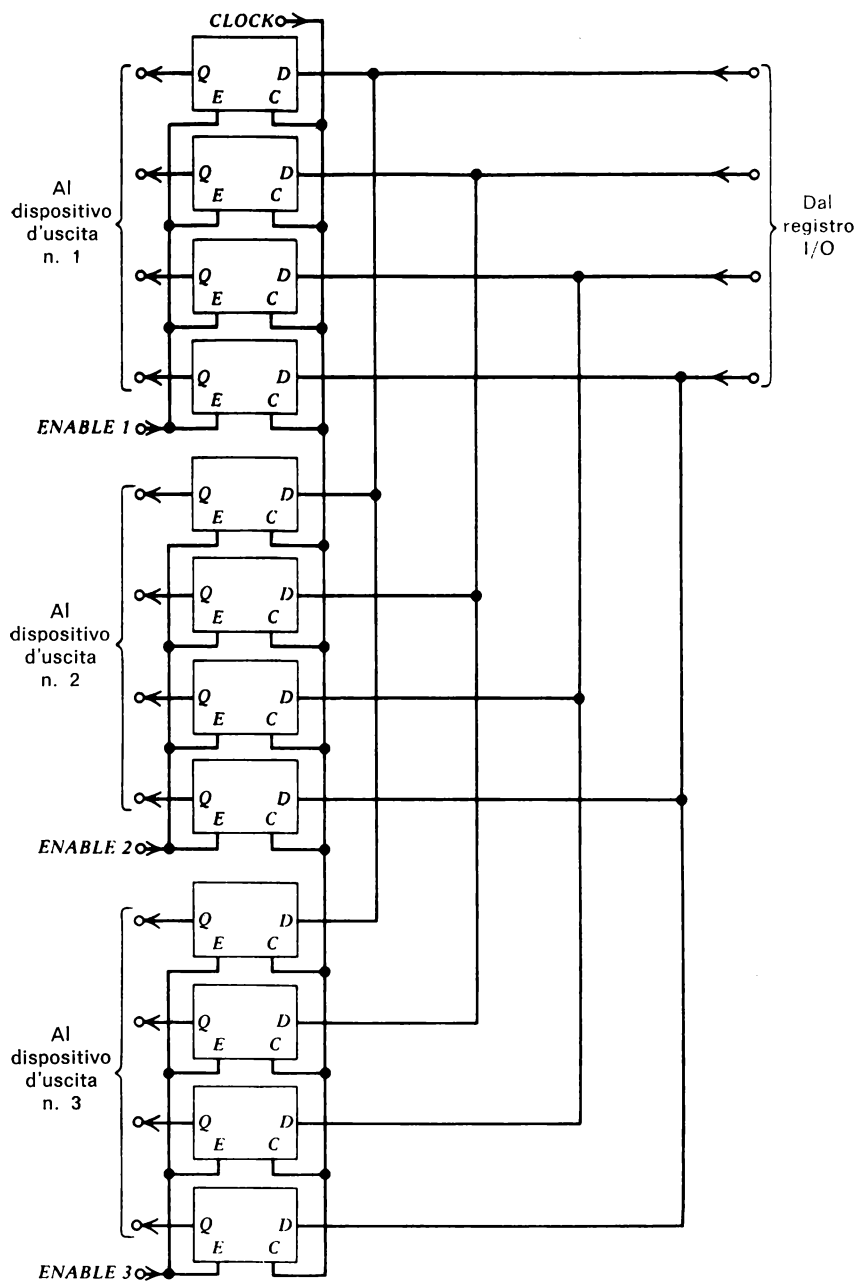 CLOCK
Q D
E C
Q D
E C
Al
dispositivo
d'uscita
n. 1
Dal
registro
I/O
Q D
E C
Q D
E C
ENABLE 1
Q D
E C
Q D
E C
Al
dispositivo
d'uscita
n. 2
Q D
E C
Q D
E C
ENABLE 2
Q D
E C
Q D
E C
Al
dispositivo
d'uscita
n. 3
Q D
E C
Q D
E C
ENABLE 3